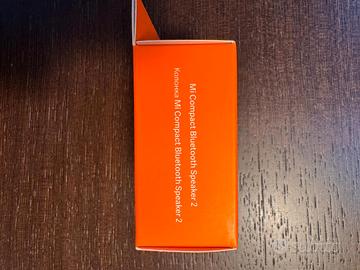 Mi Compact Bluetooth Speaker 2
Колонка Mi Compact Bluetooth Speaker 2